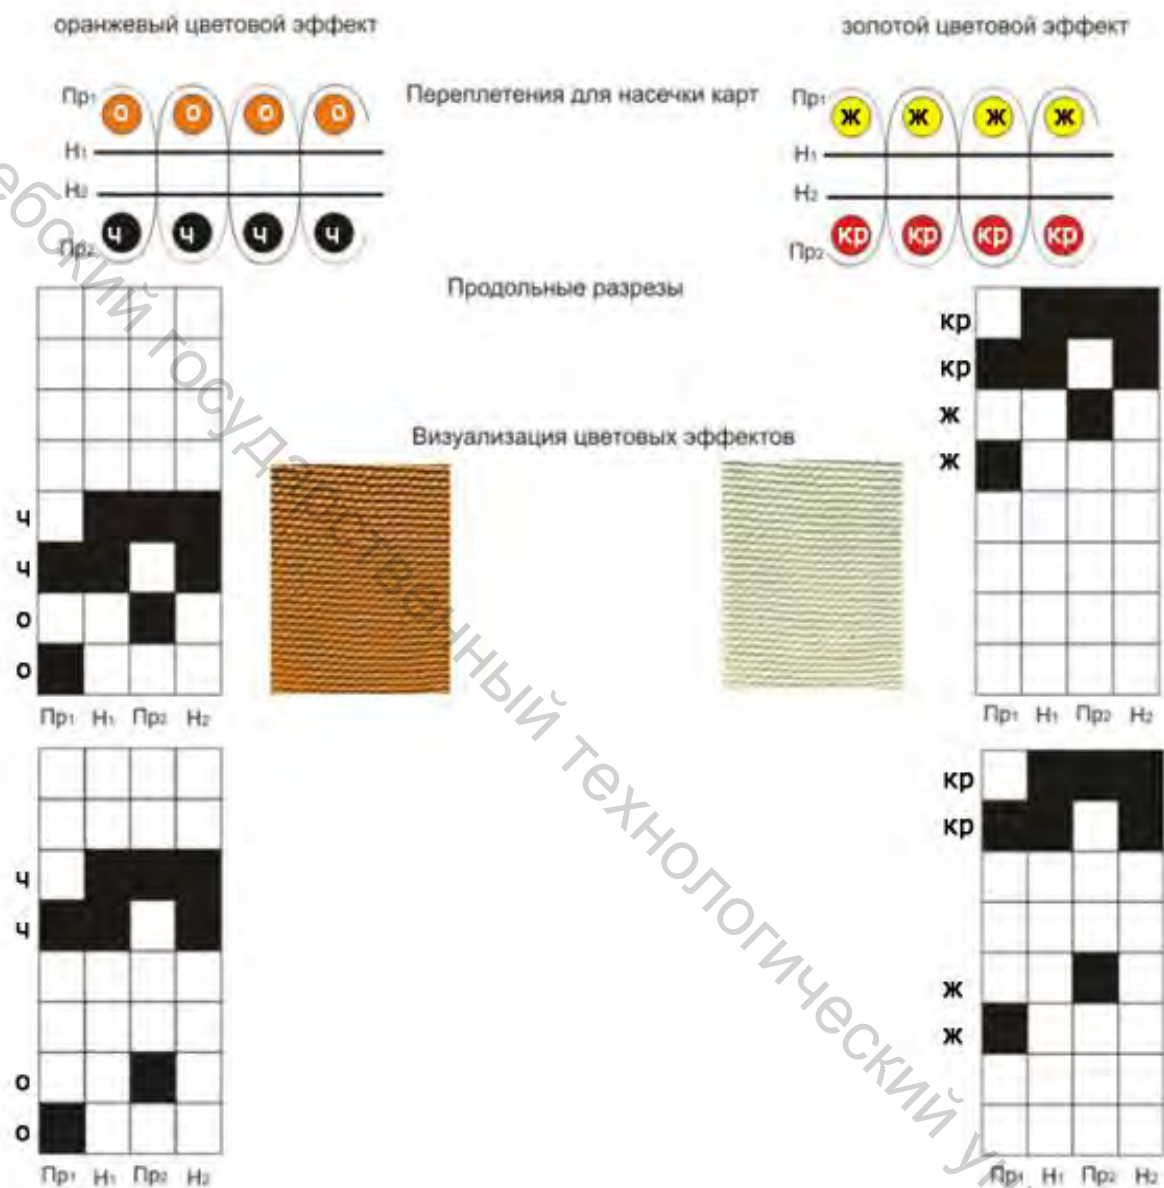 оранжевый цветовой эффект
золотой цветовой эффект
Переплетения для насечки карт
Пр1 о о о о
Н1
Н2
Пр2 ч ч ч ч
Пр1 ж ж ж ж
Н1
Н2
Пр2 кр кр кр кр
Продольные разрезы
Визуализация цветовых эффектов
ч
ч
о
о
Пр1 Н1 Пр2 Н2
кр
кр
ж
ж
Пр1 Н1 Пр2 Н2
ч
ч
о
о
Пр1 Н1 Пр2 Н2
кр
кр
ж
ж
Пр1 Н1 Пр2 Н2
государственный технологический